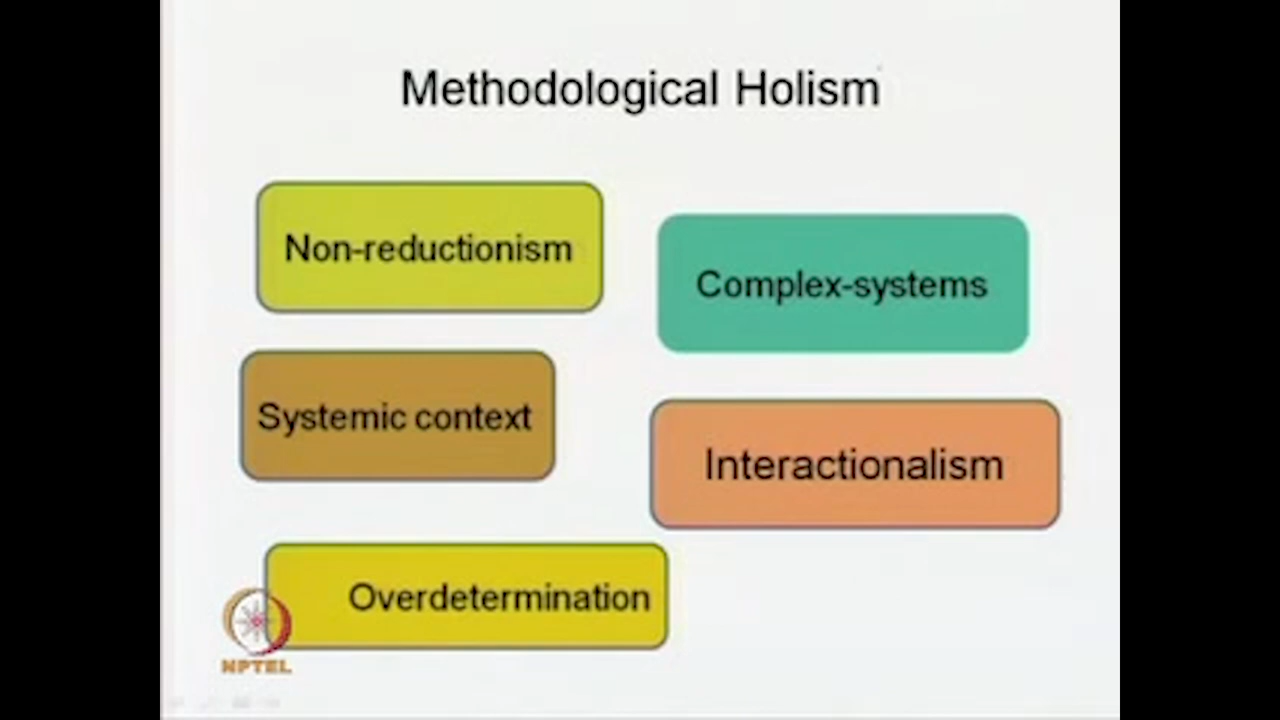 Methodological Holism
Non-reductionism
Complex-systems
Systemic context
Interactionalism
Overdetermination
NPTEL